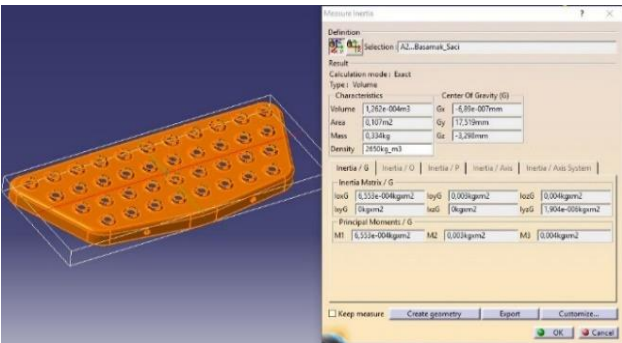 Measure Inertia ? ×
Definition
Selection : A2...Basamak_Saci
Result
Calculation mode : Exact
Type : Volume
Characteristics Center Of Gravity (G)
Volume 1,262e-004m3 Gx -6,89e-007mm
Area 0,107m2 Gy 17,519mm
Mass 0,334kg Gz -3,298mm
Density 2650kg_m3
Inertia / G Inertia / O Inertia / P Inertia / Axis Inertia / Axis System
Inertia Matrix / G
IoxG 6,553e-004kgxm2 IoyG 0,003kgxm2 IozG 0,004kgxm2
IxyG 0kgxm2 IxzG 0kgxm2 IyzG 1,904e-006kgxm2
Principal Moments / G
M1 6,553e-004kgxm2 M2 0,003kgxm2 M3 0,004kgxm2
Keep measure Create geometry Export Customize...
OK Cancel